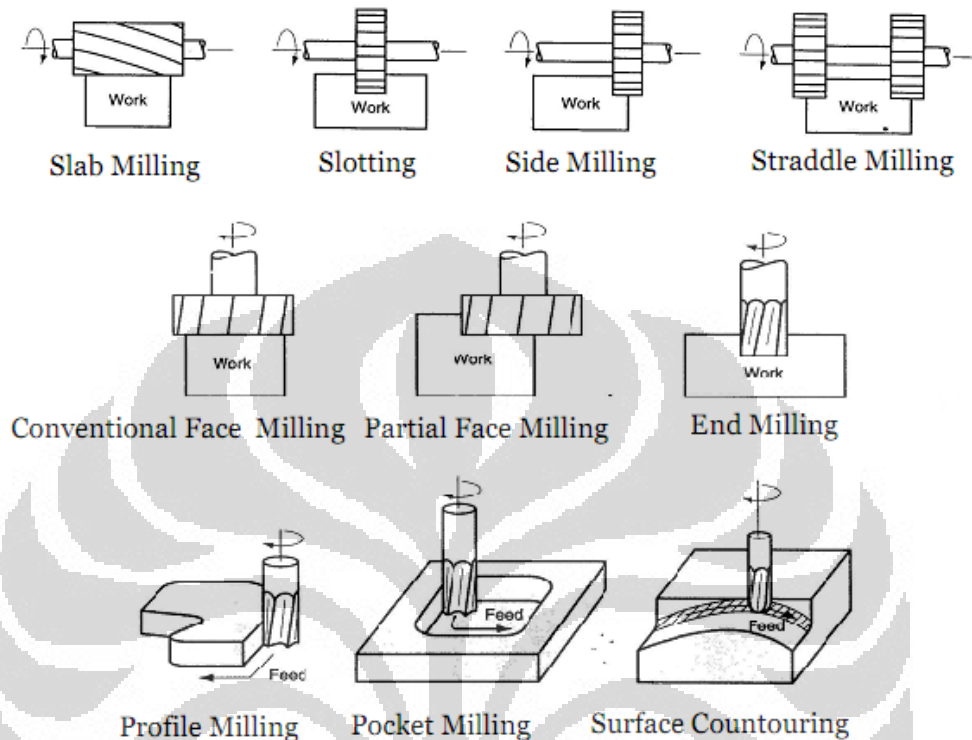 Work
Work
Work
Work
Slab Milling
Slotting
Side Milling
Straddle Milling
Work
Work
Work
Conventional Face Milling
Partial Face Milling
End Milling
Feed
Feed
Feed
Profile Milling
Pocket Milling
Surface Countouring